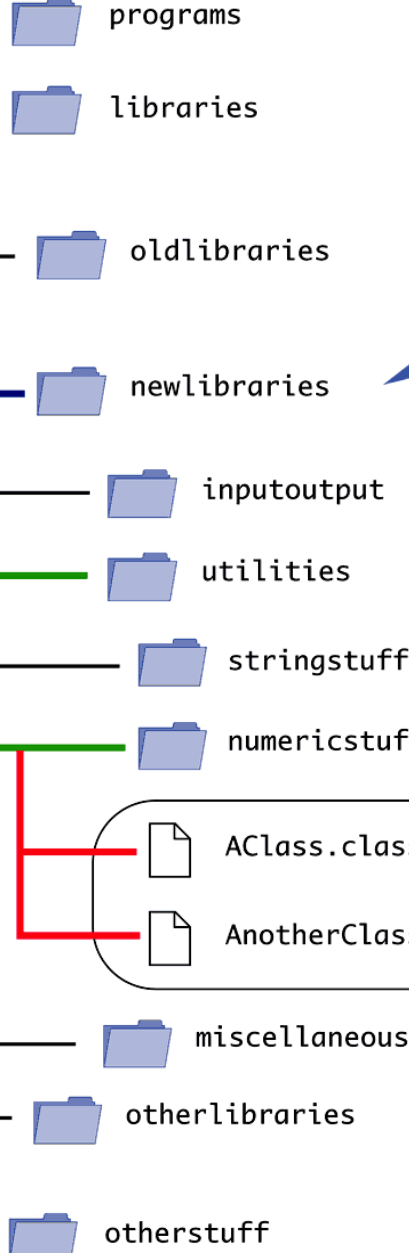 programs
libraries
oldlibraries
newlibraries
inputoutput
utilities
stringstuff
numericstuf
AClass.clas
AnotherClas
miscellaneous
otherlibraries
otherstuff